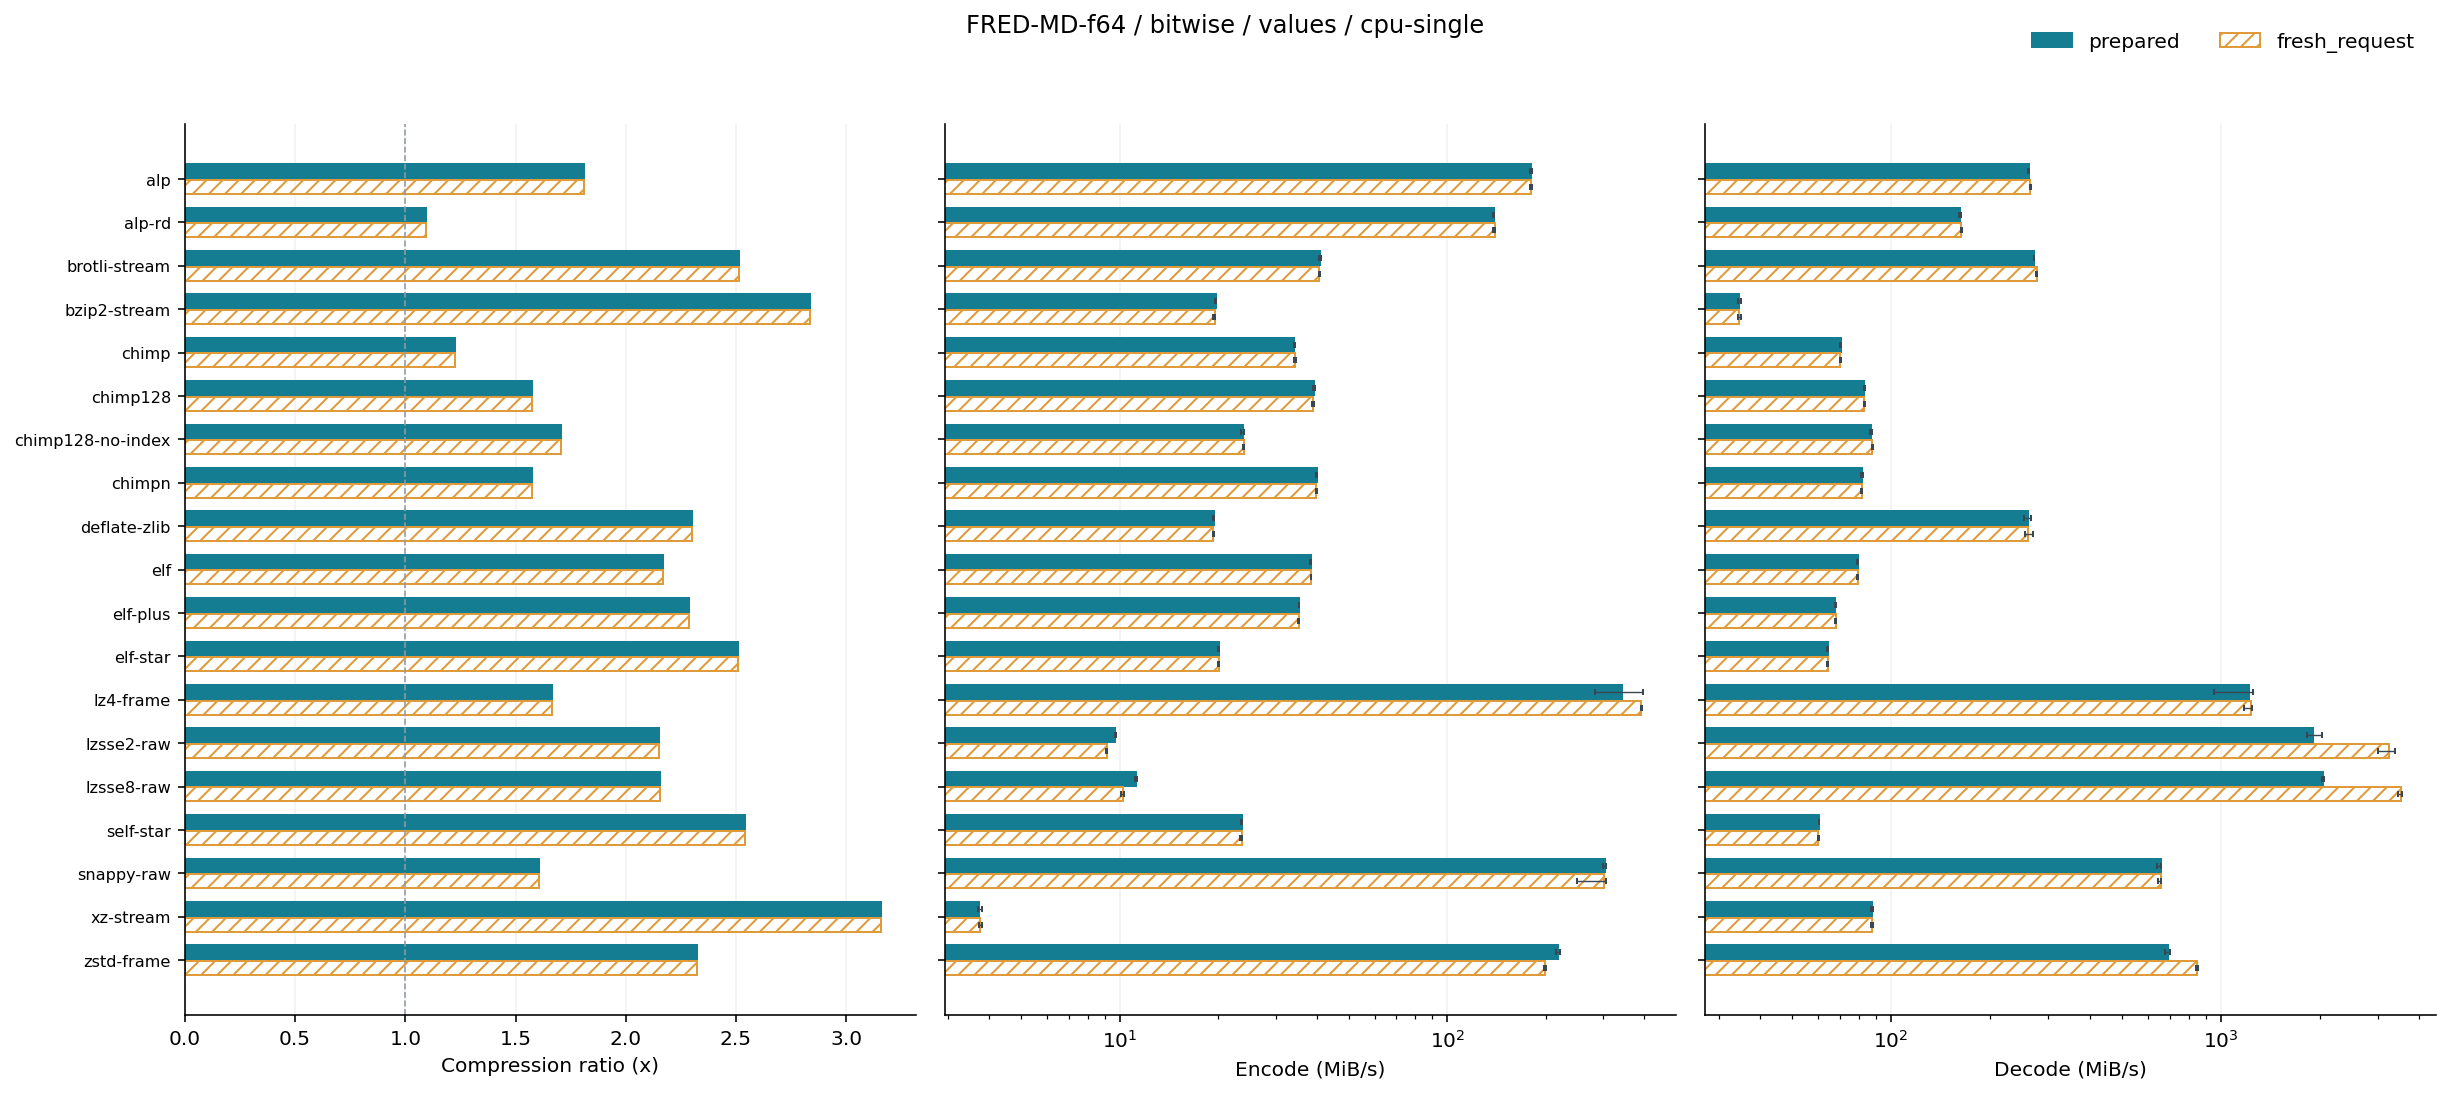 FRED-MD-f64 / bitwise / values / cpu-single
prepared
fresh_request
alp
alp-rd
brotli-stream
bzip2-stream
chimp
chimp128
chimp128-no-index
chimpn
deflate-zlib
elf
elf-plus
elf-star
lz4-frame
lzsse2-raw
lzsse8-raw
self-star
snappy-raw
xz-stream
zstd-frame
0.0 0.5 1.0 1.5 2.0 2.5 3.0
Compression ratio (x)
10¹ 10²
Encode (MiB/s)
10² 10³
Decode (MiB/s)